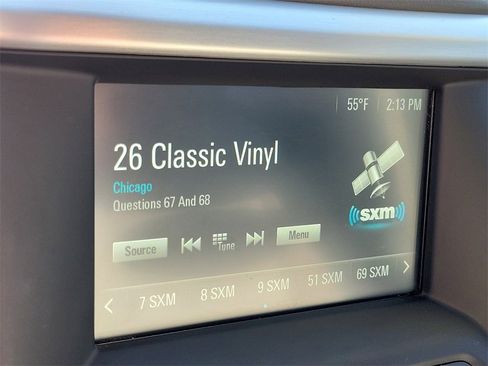 55°F 2:13 PM
26 Classic Vinyl
Chicago
Questions 67 And 68
sxm
Source Tune Menu
7 SXM 8 SXM 9 SXM 51 SXM 69 SXM